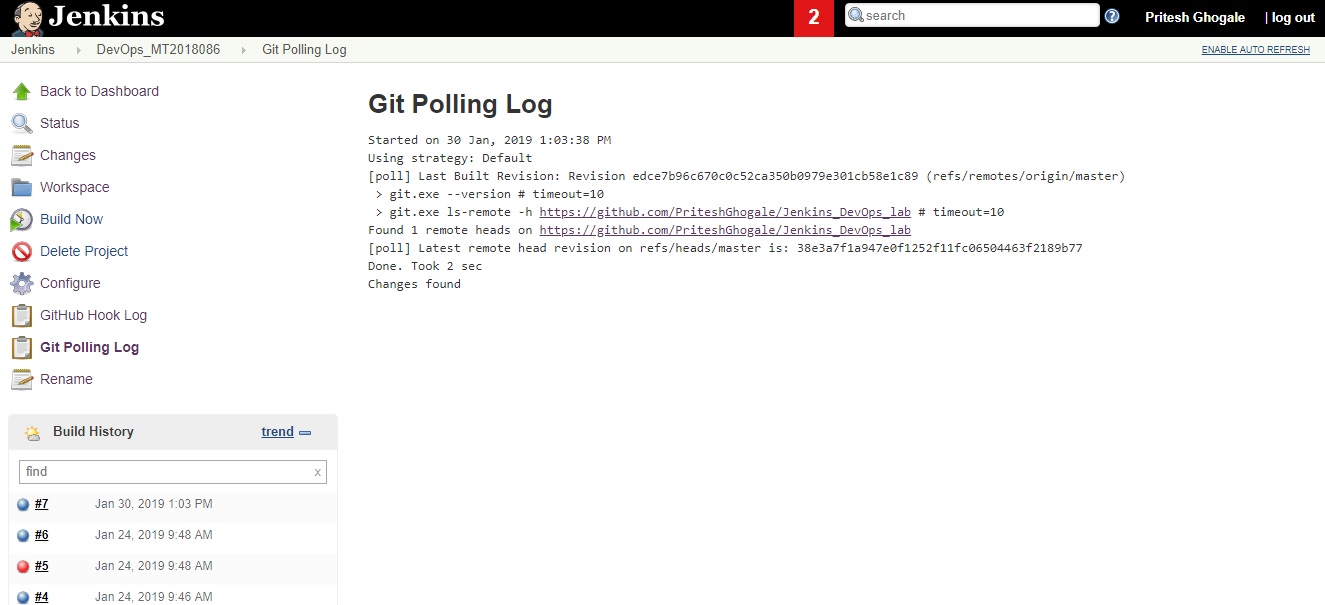 Jenkins
2
search
?
Pritesh Ghogale | log out
Jenkins DevOps_MT2018086 Git Polling Log
ENABLE AUTO REFRESH
Back to Dashboard
Status
Changes
Workspace
Build Now
Delete Project
Configure
GitHub Hook Log
Git Polling Log
Rename
Build History trend
find x
#7 Jan 30, 2019 1:03 PM
#6 Jan 24, 2019 9:48 AM
#5 Jan 24, 2019 9:48 AM
#4 Jan 24, 2019 9:46 AM
Git Polling Log
Started on 30 Jan, 2019 1:03:38 PM
Using strategy: Default
[poll] Last Built Revision: Revision edce7b96c670c0c52ca350b0979e301cb58e1c89 (refs/remotes/origin/master)
> git.exe --version # timeout=10
> git.exe ls-remote -h https://github.com/PriteshGhogale/Jenkins_DevOps_lab # timeout=10
Found 1 remote heads on https://github.com/PriteshGhogale/Jenkins_DevOps_lab
[poll] Latest remote head revision on refs/heads/master is: 38e3a7f1a947e0f1252f11fc06504463f2189b77
Done. Took 2 sec
Changes found